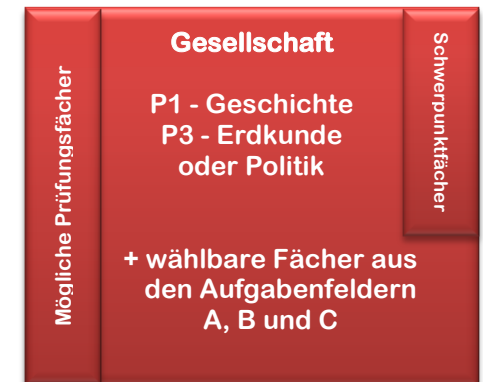 Gesellschaft
P1 - Geschichte
P3 - Erdkunde
oder Politik
+ wählbare Fächer aus
den Aufgabenfeldern
A, B und C
Mögliche Prüfungsfächer
Schwerpunktfächer